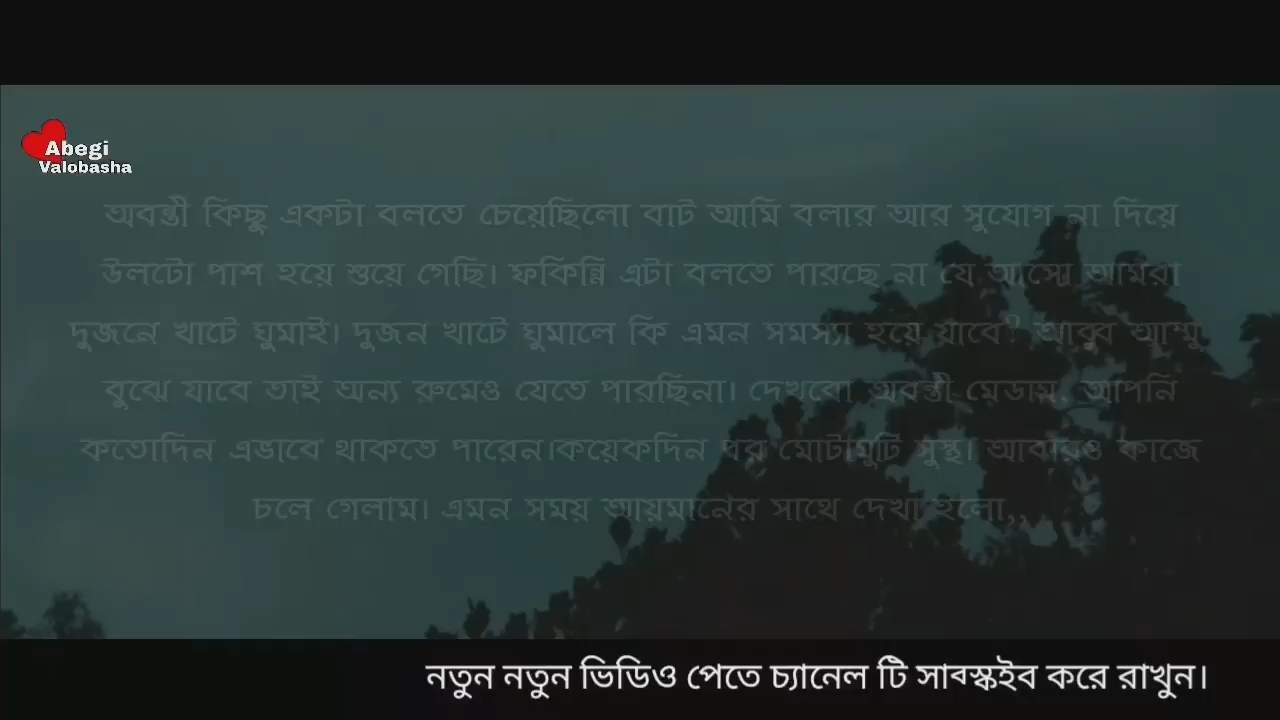 Abegi
Valobasha
অবন্তী কিছু একটা বলতে চেয়েছিলো বাট আমি বলার আর সুযোগ না দিয়ে
উলটো পাশ হয়ে শুয়ে গেছি। ফকিন্নি এটা বলতে পারছে না যে আসো আমরা
দুজনে খাটে ঘুমাই। দুজন খাটে ঘুমালে কি এমন সমস্যা হয়ে যাবে? আব্বু আম্মু
বুঝে যাবে তাই অন্য রুমেও যেতে পারছিনা। দেখবো অবন্তী মেডাম আপনি
কতোদিন এভাবে থাকতে পারেন।কয়েকদিন পর মোটামুটি সুস্থ। আবারও কাজে
চলে গেলাম। এমন সময় আয়মানের সাথে দেখা হলো,,
নতুন নতুন ভিডিও পেতে চ্যানেল টি সাবস্কইব করে রাখুন।